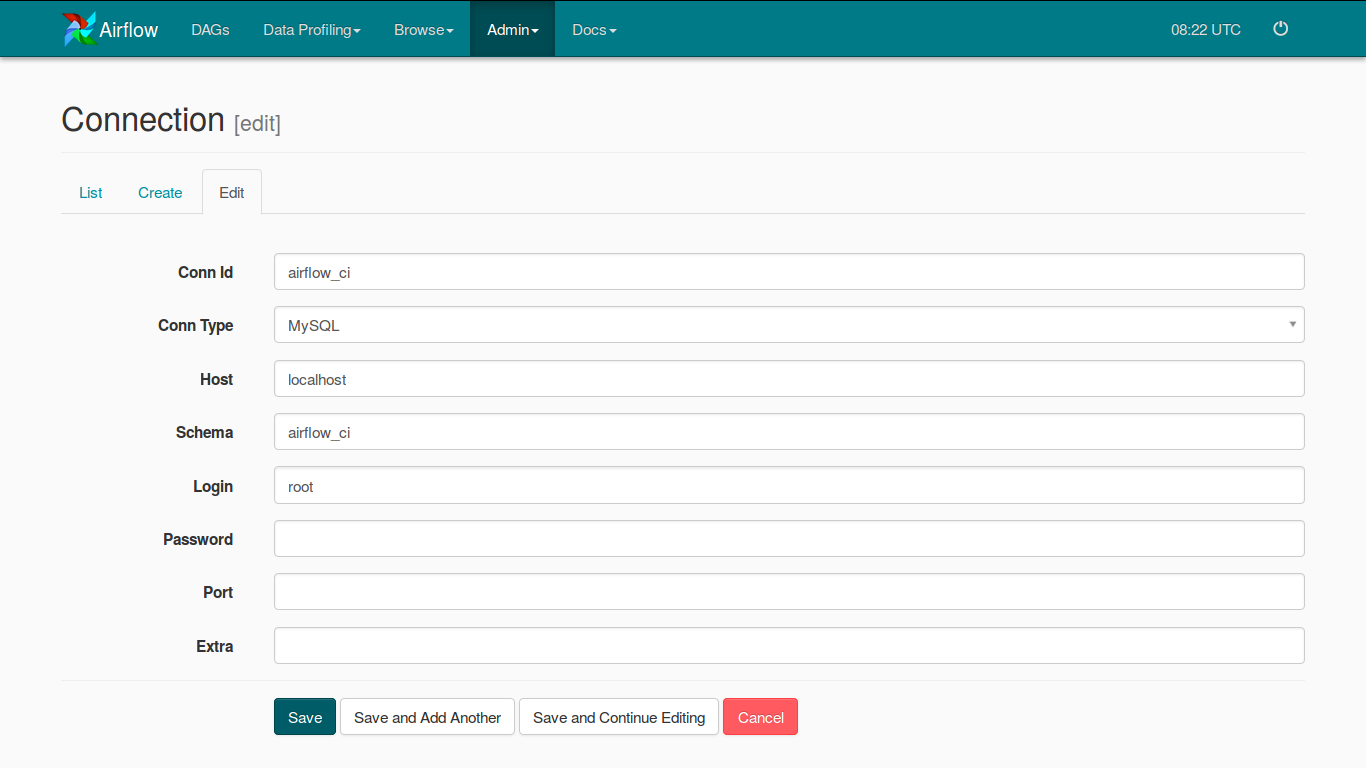 Airflow DAGs Data Profiling Browse Admin Docs 08:22 UTC
Connection [edit]
List Create Edit
Conn Id airflow_ci
Conn Type MySQL
Host localhost
Schema airflow_ci
Login root
Password
Port
Extra
Save Save and Add Another Save and Continue Editing Cancel